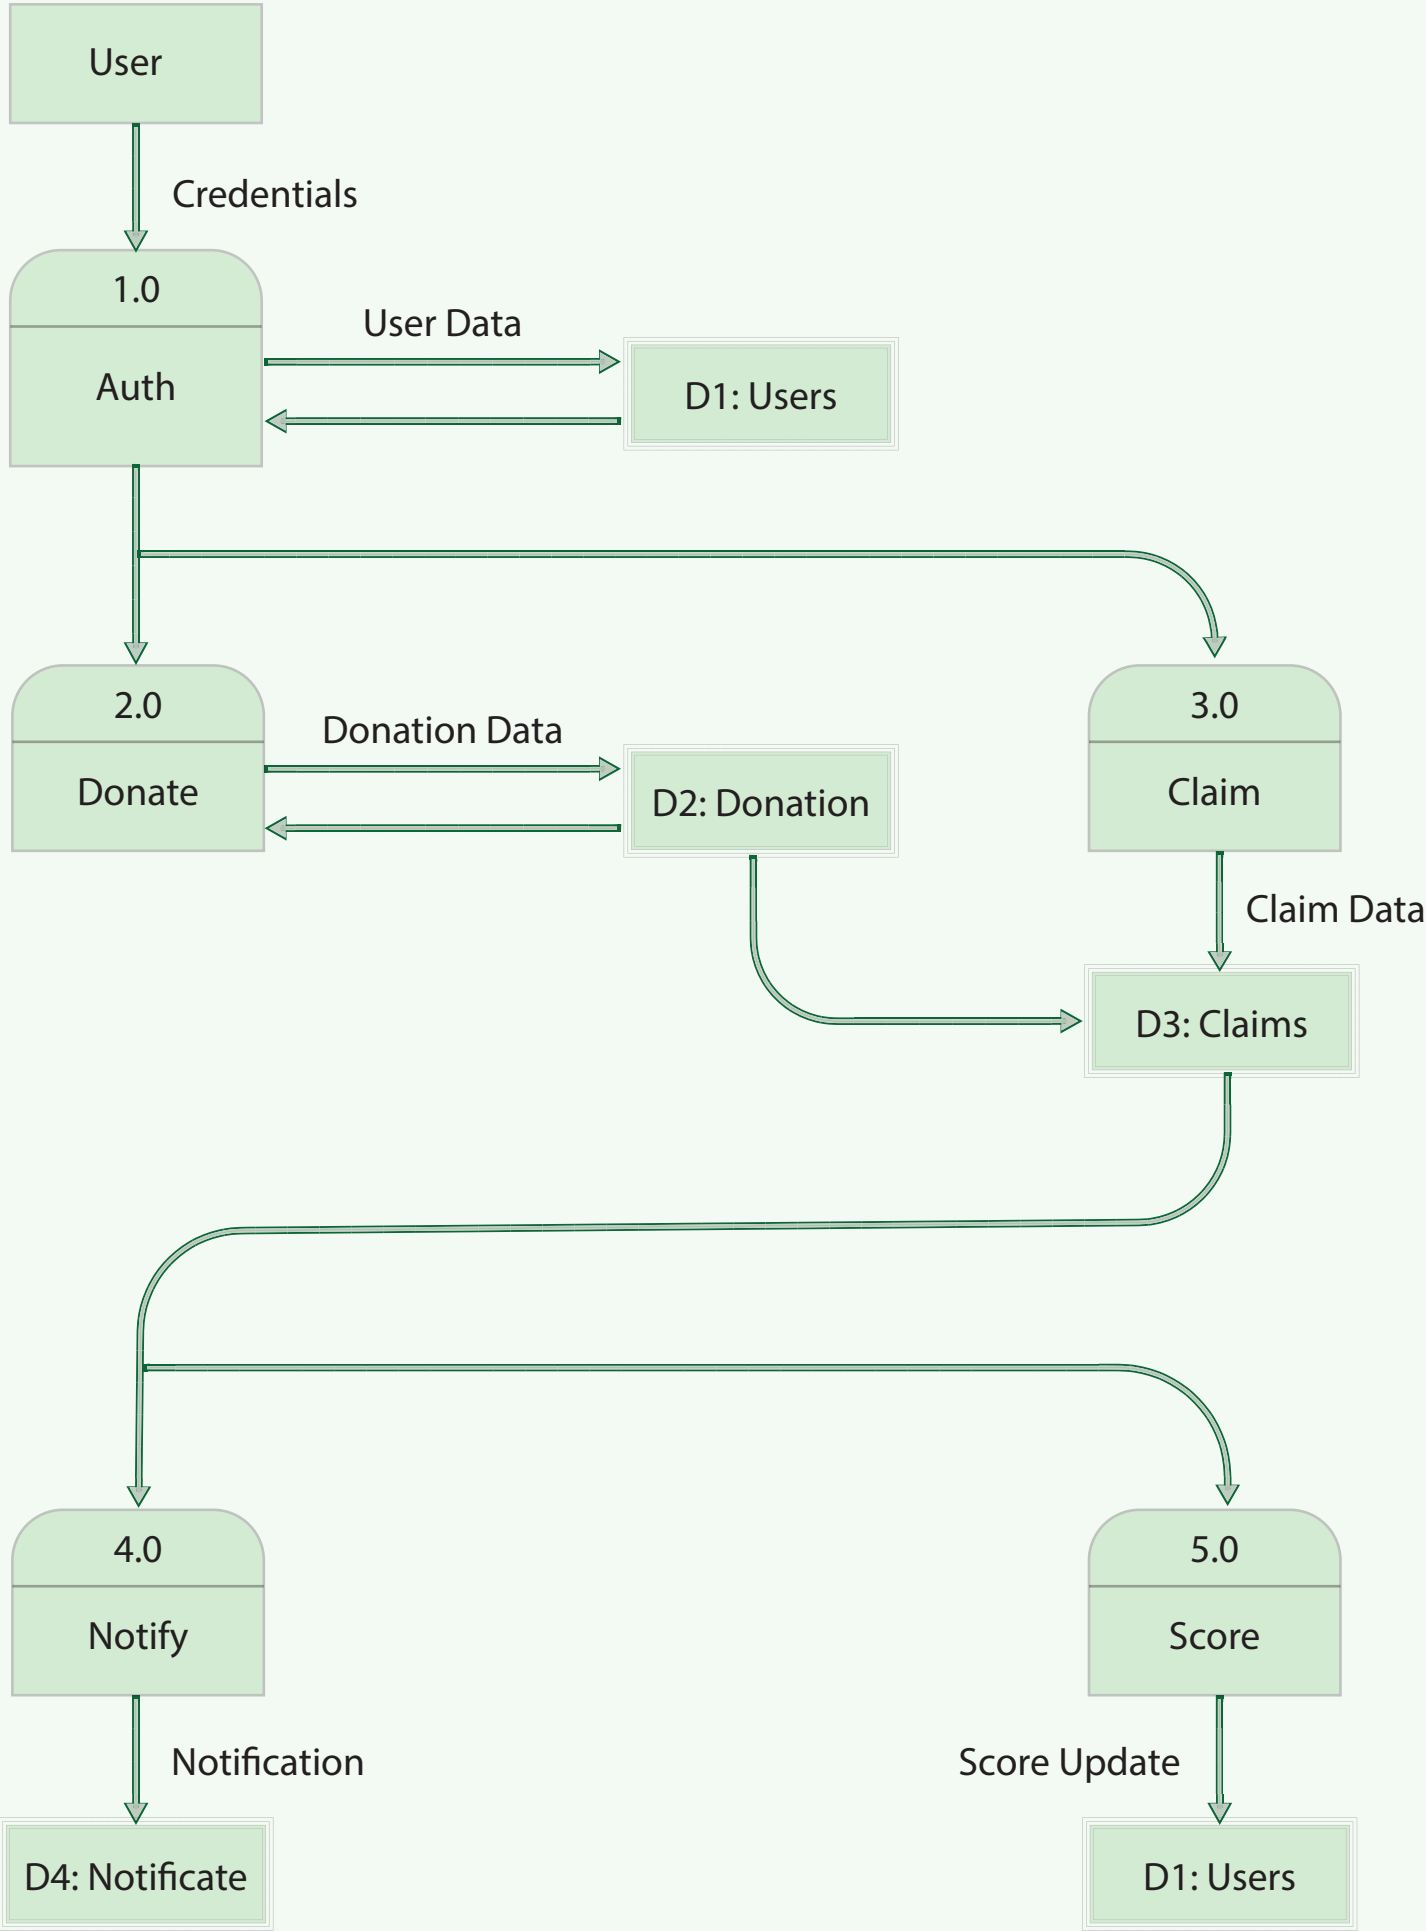 User
Credentials
1.0
Auth
User Data
D1: Users
2.0
Donate
Donation Data
D2: Donation
3.0
Claim
Claim Data
D3: Claims
4.0
Notify
Notification
D4: Notificate
5.0
Score
Score Update
D1: Users